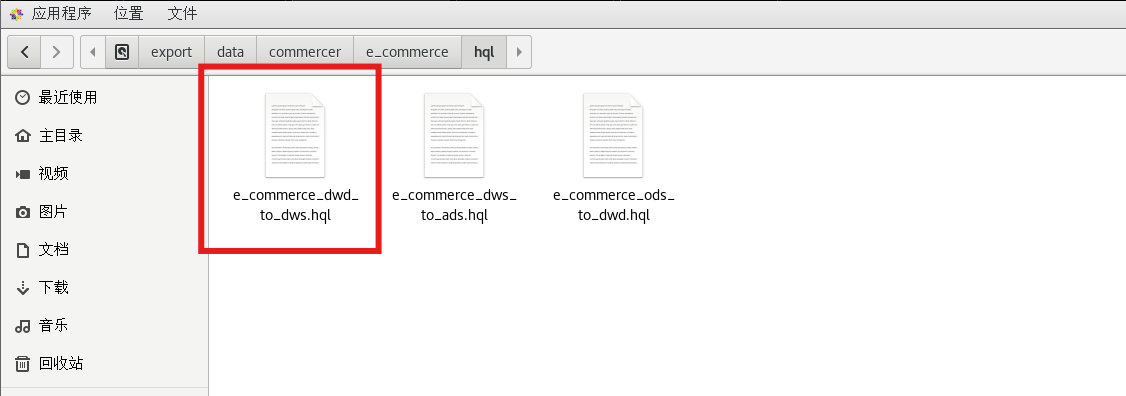 应用程序 位置 文件
export data commercer e_commerce hql
最近使用
主目录
视频
图片
文档
下载
音乐
回收站
e_commerce_dwd_
to_dws.hql
e_commerce_dws_
to_ads.hql
e_commerce_ods_
to_dwd.hql